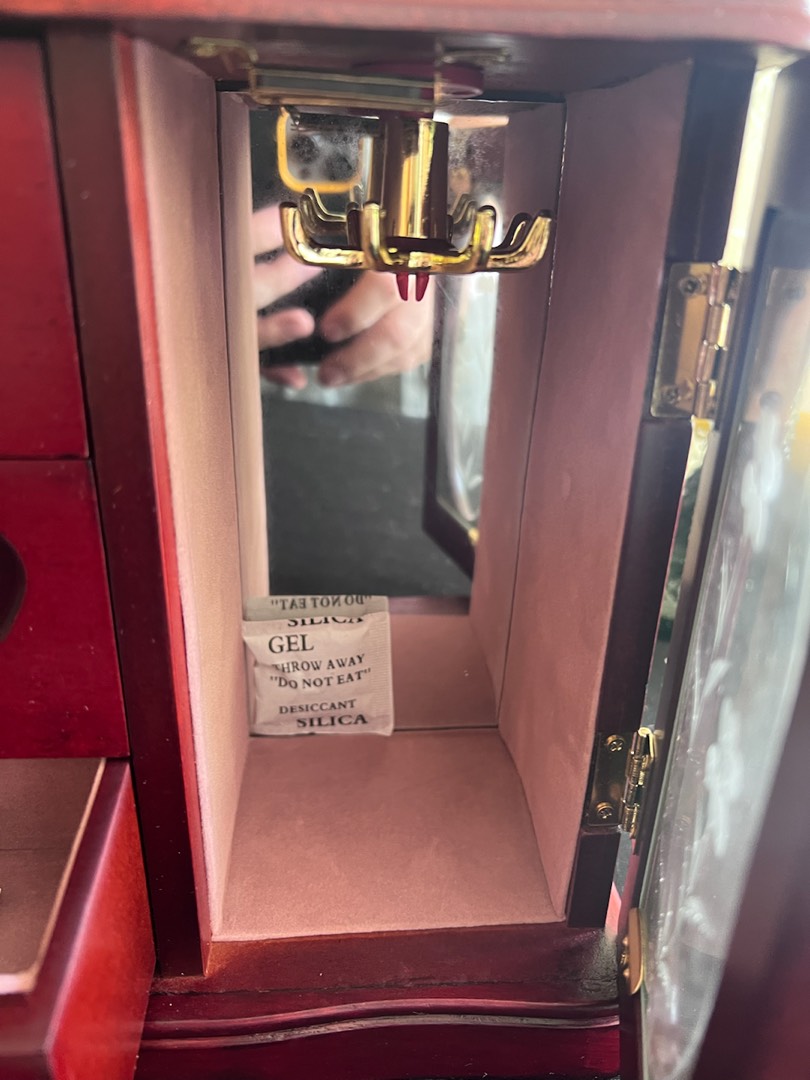 "DO NOT EAT"
SILICA
GEL
THROW AWAY
"DO NOT EAT"
DESICCANT
SILICA